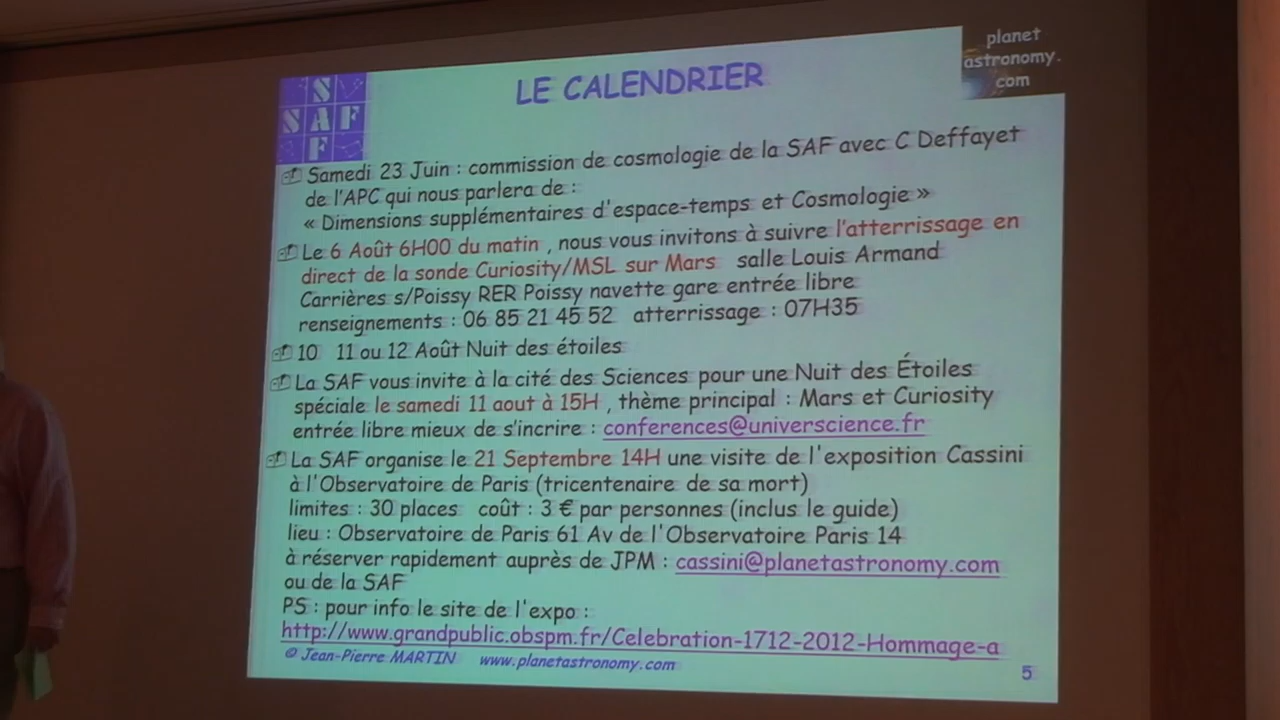 S
SAF
F
LE CALENDRIER
planet
astronomy.
com
Samedi 23 Juin : commission de cosmologie de la SAF avec C Deffayet
de l'APC qui nous parlera de :
« Dimensions supplémentaires d'espace-temps et Cosmologie »
Le 6 Août 6H00 du matin , nous vous invitons à suivre l'atterrissage en
direct de la sonde Curiosity/MSL sur Mars salle Louis Armand
Carrières s/Poissy RER Poissy navette gare entrée libre
renseignements : 06 85 21 45 52 atterrissage : 07H35
10 11 ou 12 Août Nuit des étoiles
La SAF vous invite à la cité des Sciences pour une Nuit des Étoiles
spéciale le samedi 11 aout à 15H , thème principal : Mars et Curiosity
entrée libre mieux de s'incrire : conferences@universcience.fr
La SAF organise le 21 Septembre 14H une visite de l'exposition Cassini
à l'Observatoire de Paris (tricentenaire de sa mort)
limites : 30 places coût : 3 € par personnes (inclus le guide)
lieu : Observatoire de Paris 61 Av de l'Observatoire Paris 14
à réserver rapidement auprès de JPM : cassini@planetastronomy.com
ou de la SAF
PS : pour info le site de l'expo :
http://www.grandpublic.obspm.fr/Celebration-1712-2012-Hommage-a
© Jean-Pierre MARTIN www.planetastronomy.com
5